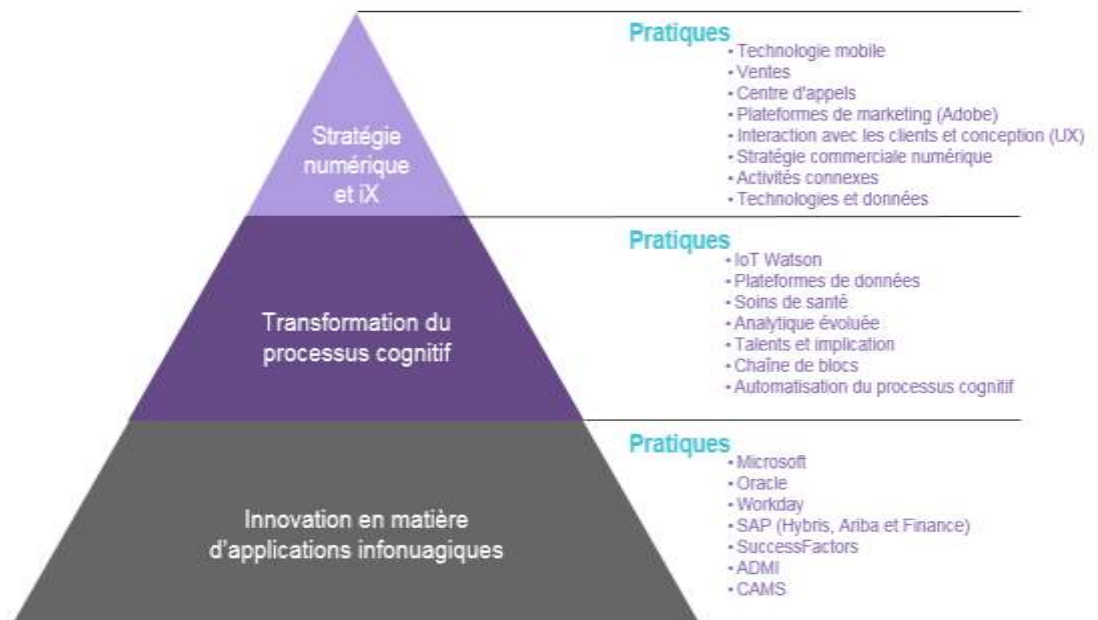 Stratégie
numérique
et iX
Pratiques
• Technologie mobile
• Ventes
• Centre d'appels
• Plateformes de marketing (Adobe)
• Interaction avec les clients et conception (UX)
• Stratégie commerciale numérique
• Activités connexes
• Technologies et données
Transformation du
processus cognitif
Pratiques
• IoT Watson
• Plateformes de données
• Soins de santé
• Analytique évoluée
• Talents et implication
• Chaîne de blocs
• Automatisation du processus cognitif
Innovation en matière
d'applications infonuagiques
Pratiques
• Microsoft
• Oracle
• Workday
• SAP (Hybris, Ariba et Finance)
• SuccessFactors
• ADMI
• CAMS